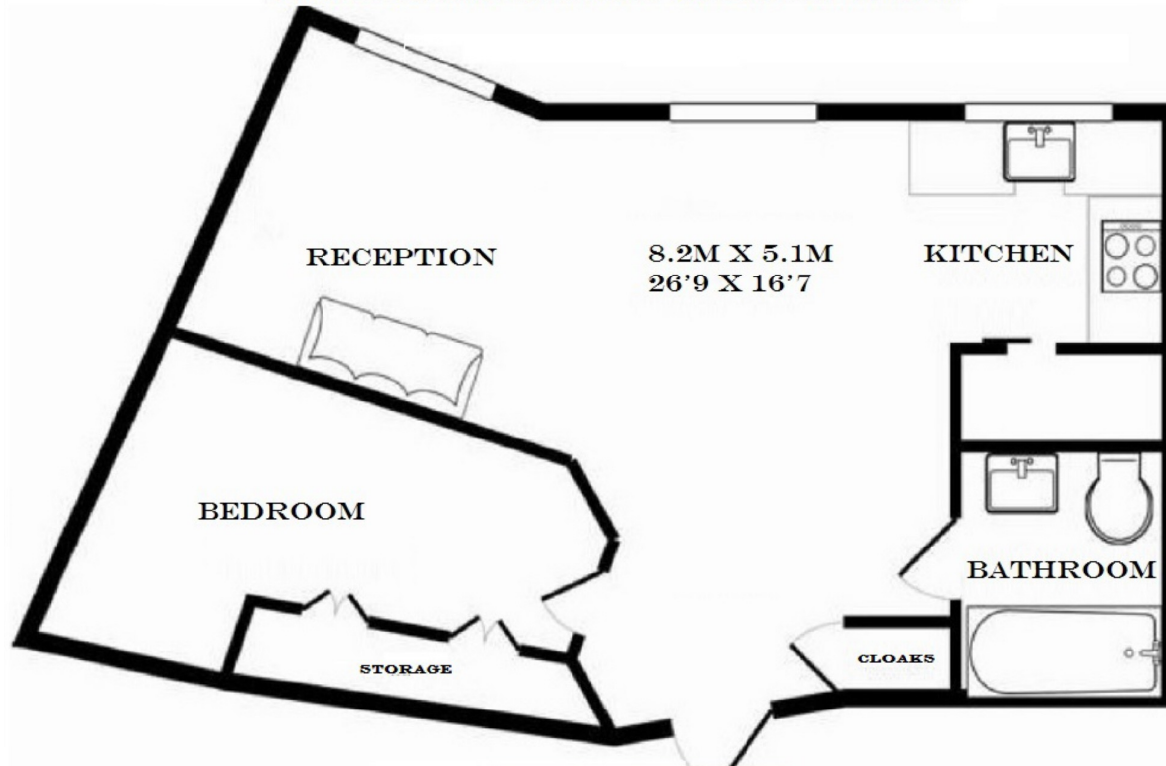 RECEPTION
8.2M X 5.1M
26'9 X 16'7
KITCHEN
BEDROOM
BATHROOM
STORAGE
CLOAKS